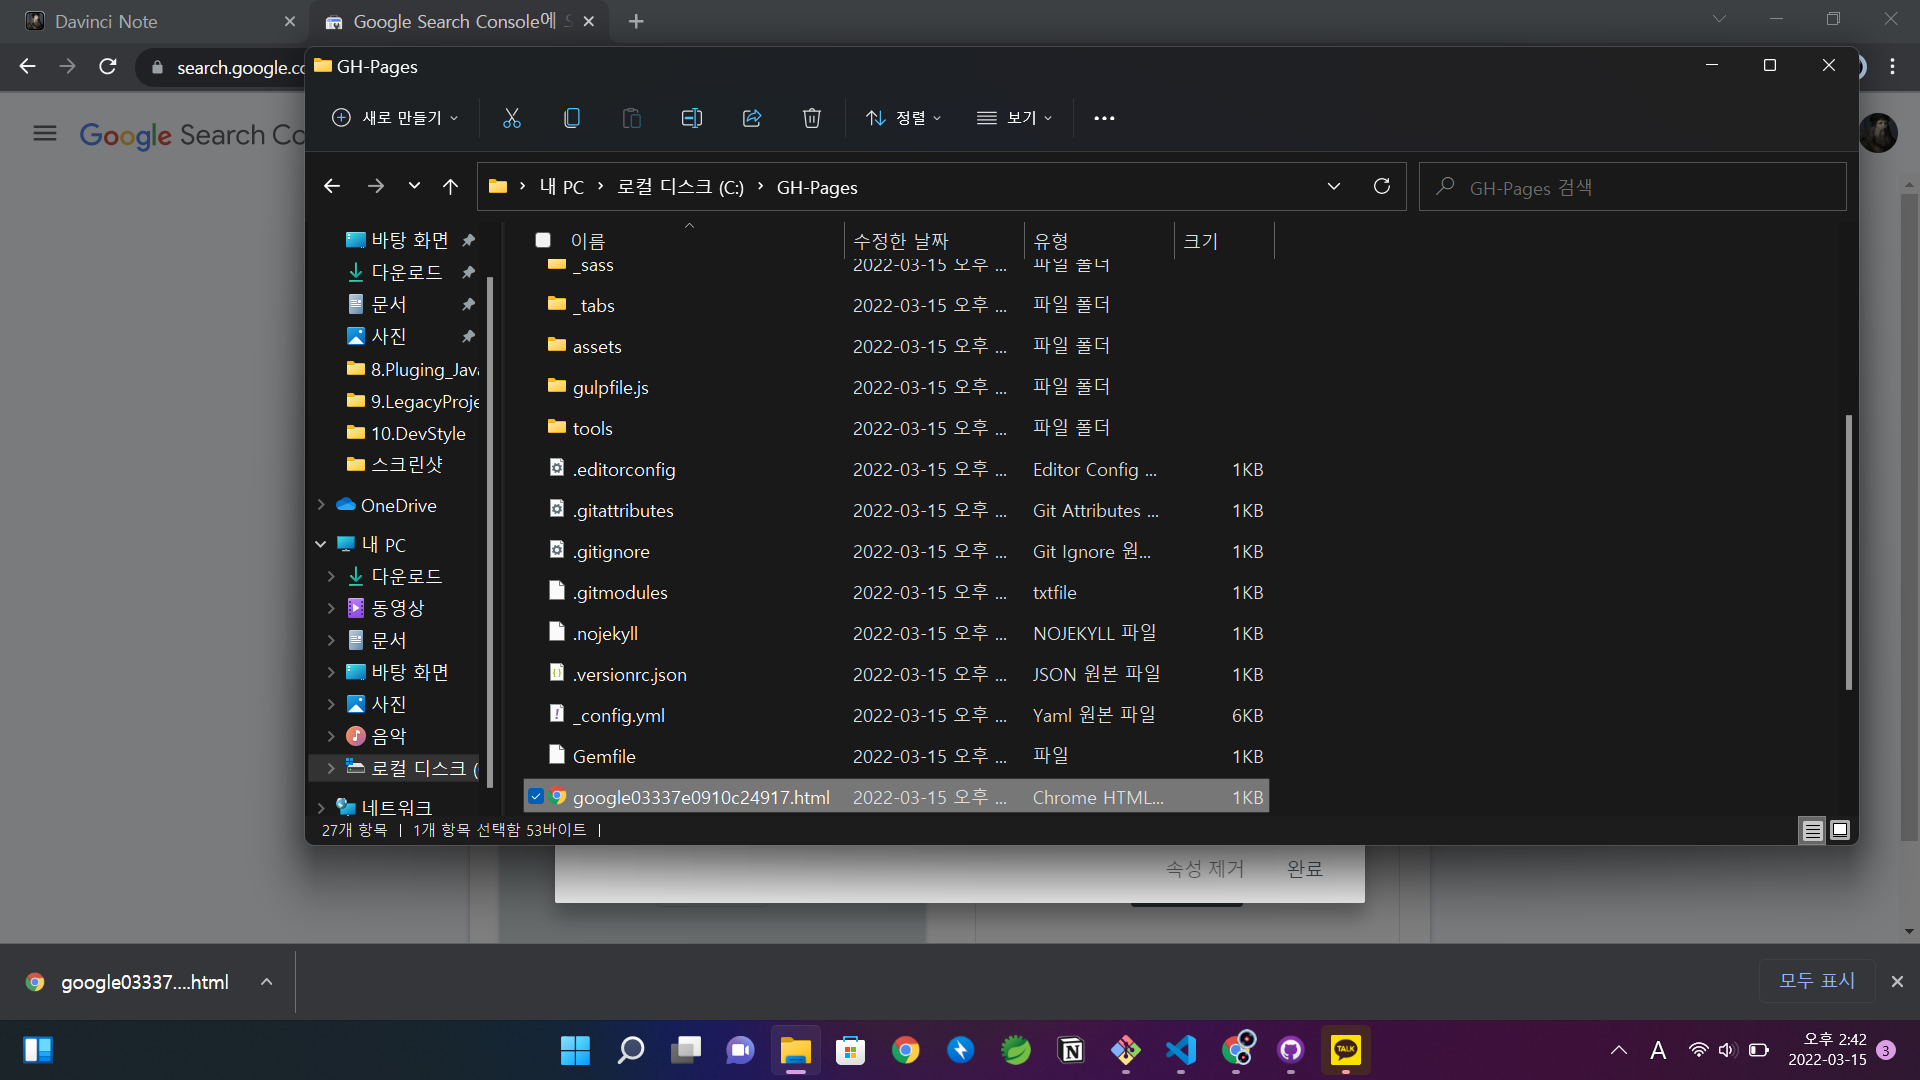 Davinci Note
Google Search Console에
search.google.co
GH-Pages
새로 만들기
정렬
보기
Google Search Co
내 PC
로컬 디스크 (C:)
GH-Pages
GH-Pages 검색
바탕 화면
다운로드
문서
사진
8.Pluging_Java
9.LegacyProje
10.DevStyle
스크린샷
OneDrive
내 PC
다운로드
동영상
문서
바탕 화면
사진
음악
로컬 디스크 (
네트워크
이름 수정한 날짜 유형 크기
_sass 2022-03-15 오후 ... 파일 폴더
_tabs 2022-03-15 오후 ... 파일 폴더
assets 2022-03-15 오후 ... 파일 폴더
gulpfile.js 2022-03-15 오후 ... 파일 폴더
tools 2022-03-15 오후 ... 파일 폴더
.editorconfig 2022-03-15 오후 ... Editor Config ... 1KB
.gitattributes 2022-03-15 오후 ... Git Attributes ... 1KB
.gitignore 2022-03-15 오후 ... Git Ignore 원... 1KB
.gitmodules 2022-03-15 오후 ... txtfile 1KB
.nojekyll 2022-03-15 오후 ... NOJEKYLL 파일 1KB
.versionrc.json 2022-03-15 오후 ... JSON 원본 파일 1KB
_config.yml 2022-03-15 오후 ... Yaml 원본 파일 6KB
Gemfile 2022-03-15 오후 ... 파일 1KB
google03337e0910c24917.html 2022-03-15 오후 ... Chrome HTML... 1KB
27개 항목 | 1개 항목 선택함 53바이트 |
속성 제거 완료
google03337....html
모두 표시
TALK
A
오후 2:42
2022-03-15
3